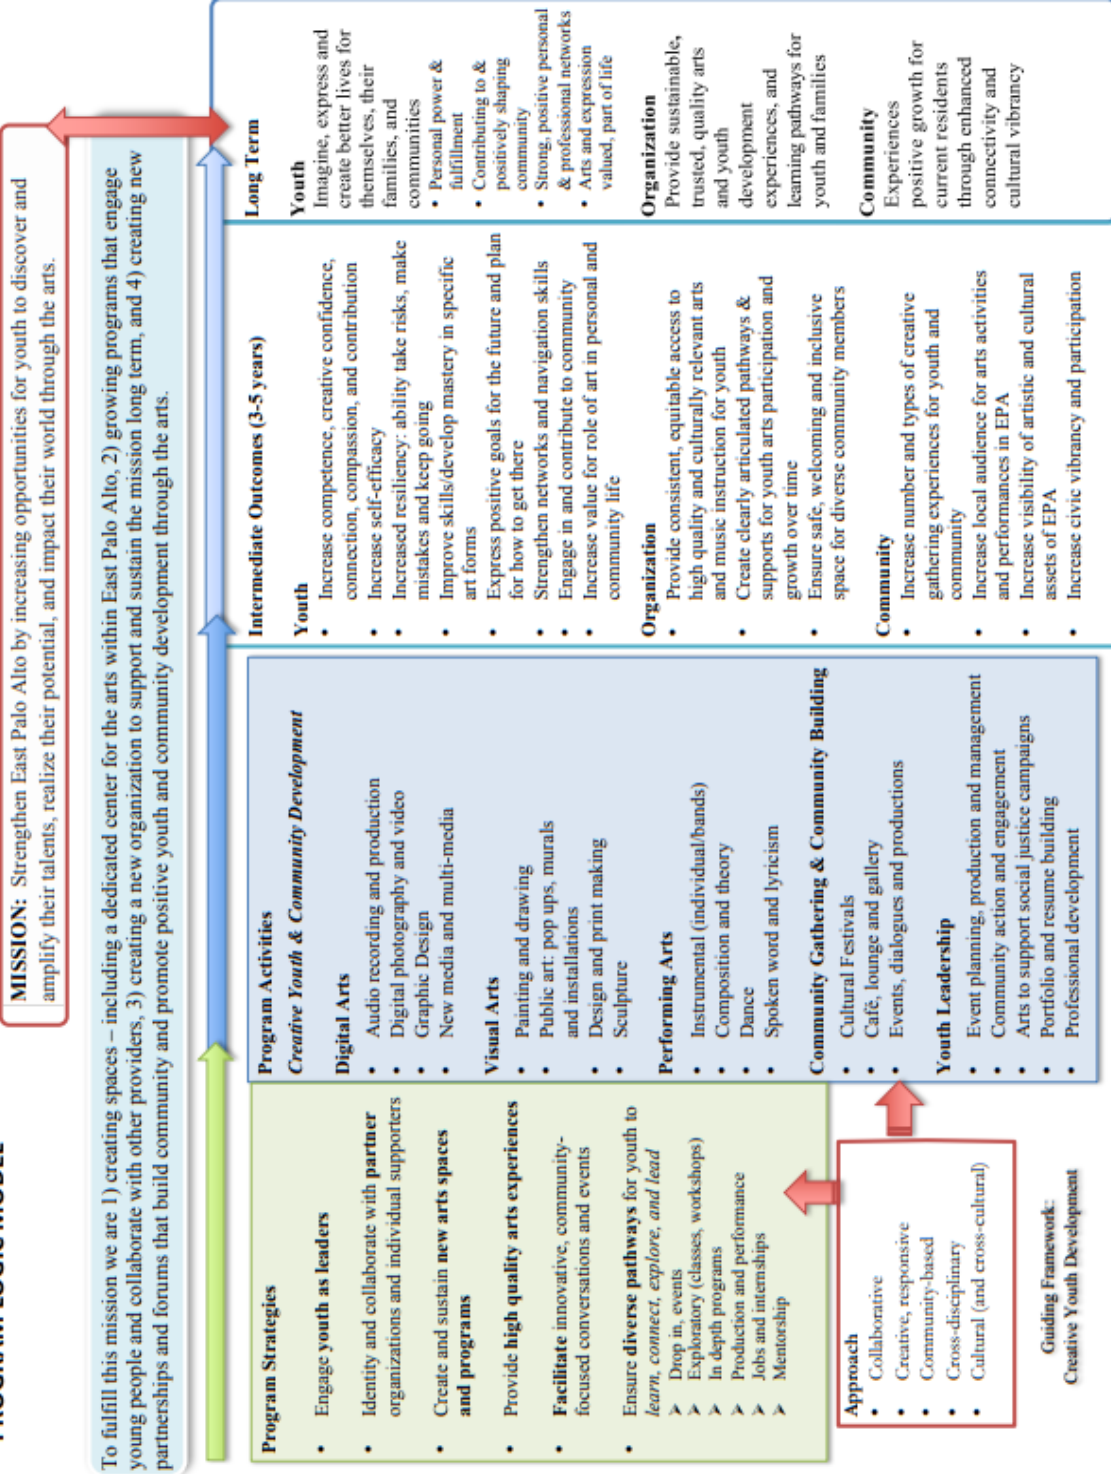 PROGRAM LOGIC MODEL
MISSION: Strengthen East Palo Alto by increasing opportunities for youth to discover and
amplify their talents, realize their potential, and impact their world through the arts.
To fulfill this mission we are 1) creating spaces – including a dedicated center for the arts within East Palo Alto, 2) growing programs that engage
young people and collaborate with other providers, 3) creating a new organization to support and sustain the mission long term, and 4) creating new
partnerships and forums that build community and promote positive youth and community development through the arts.
Program Strategies
• Engage youth as leaders
• Identity and collaborate with partner
organizations and individual supporters
• Create and sustain new arts spaces
and programs
• Provide high quality arts experiences
• Facilitate innovative, community-
focused conversations and events
• Ensure diverse pathways for youth to
learn, connect, explore, and lead
➢ Drop in, events
➢ Exploratory (classes, workshops)
➢ In depth programs
➢ Production and performance
➢ Jobs and internships
➢ Mentorship
Approach
• Collaborative
• Creative, responsive
• Community-based
• Cross-disciplinary
• Cultural (and cross-cultural)
Guiding Framework:
Creative Youth Development
Program Activities
Creative Youth & Community Development
Digital Arts
• Audio recording and production
• Digital photography and video
• Graphic Design
• New media and multi-media
Visual Arts
• Painting and drawing
• Public art: pop ups, murals
and installations
• Design and print making
• Sculpture
Performing Arts
• Instrumental (individual/bands)
• Composition and theory
• Dance
• Spoken word and lyricism
Community Gathering & Community Building
• Cultural Festivals
• Café, lounge and gallery
• Events, dialogues and productions
Youth Leadership
• Event planning, production and management
• Community action and engagement
• Arts to support social justice campaigns
• Portfolio and resume building
• Professional development
Intermediate Outcomes (3-5 years)
Youth
• Increase competence, creative confidence,
connection, compassion, and contribution
• Increase self-efficacy
• Increased resiliency: ability take risks, make
mistakes and keep going
• Improve skills/develop mastery in specific
art forms
• Express positive goals for the future and plan
for how to get there
• Strengthen networks and navigation skills
• Engage in and contribute to community
• Increase value for role of art in personal and
community life
Organization
• Provide consistent, equitable access to
high quality and culturally relevant arts
and music instruction for youth
• Create clearly articulated pathways &
supports for youth arts participation and
growth over time
• Ensure safe, welcoming and inclusive
space for diverse community members
Community
• Increase number and types of creative
gathering experiences for youth and
community
• Increase local audience for arts activities
and performances in EPA
• Increase visibility of artistic and cultural
assets of EPA
• Increase civic vibrancy and participation
Long Term
Youth
Imagine, express and
create better lives for
themselves, their
families, and
communities
• Personal power &
fulfillment
• Contributing to &
positively shaping
community
• Strong, positive personal
& professional networks
• Arts and expression
valued, part of life
Organization
Provide sustainable,
trusted, quality arts
and youth
development
experiences, and
learning pathways for
youth and families
Community
Experiences
positive growth for
current residents
through enhanced
connectivity and
cultural vibrancy